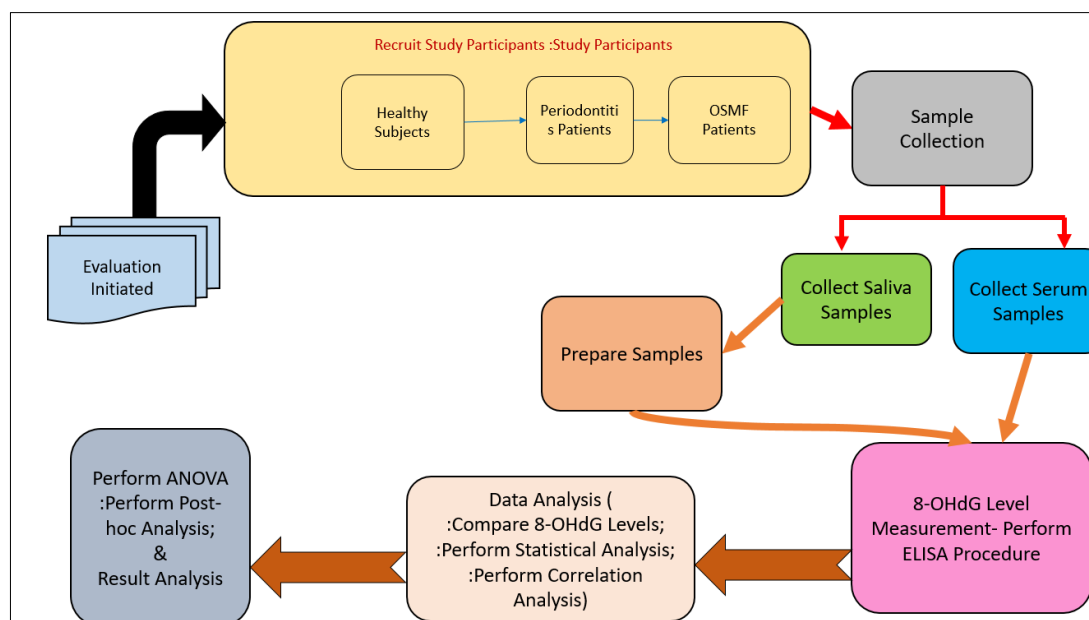 Recruit Study Participants :Study Participants
Healthy
Subjects
Periodontiti
s Patients
OSMF
Patients
Sample
Collection
Evaluation
Initiated
Collect Saliva
Samples
Collect Serum
Samples
Prepare Samples
Perform ANOVA
:Perform Post-
hoc Analysis;
&
Result Analysis
Data Analysis (
:Compare 8-OHdG Levels;
:Perform Statistical Analysis;
:Perform Correlation
Analysis)
8-OHdG Level
Measurement- Perform
ELISA Procedure